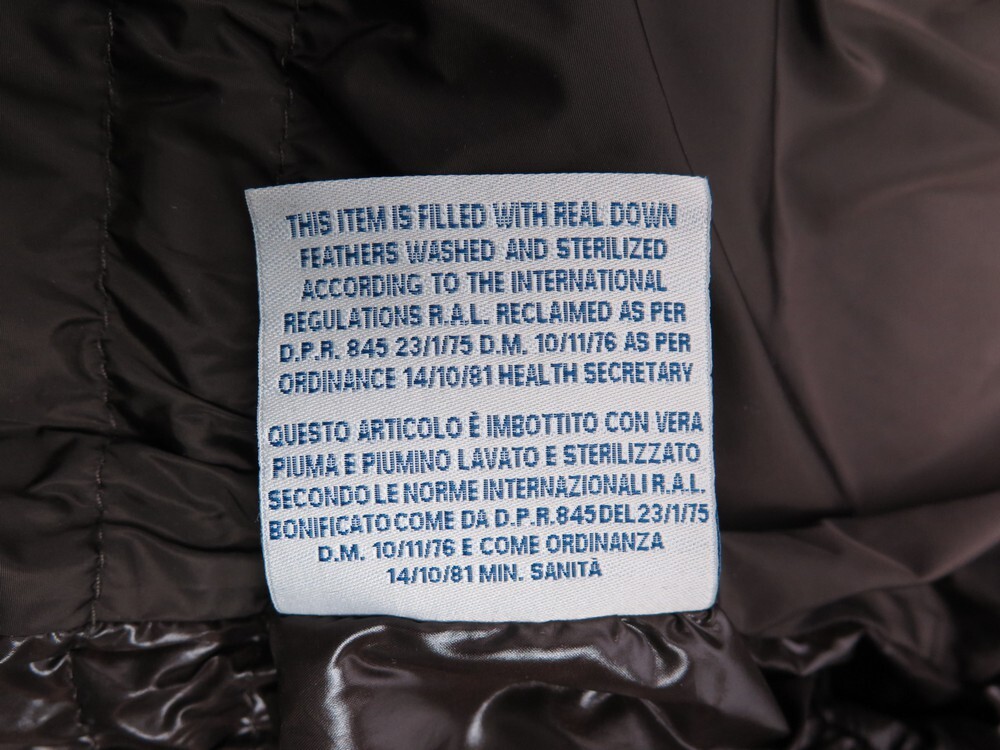 THIS ITEM IS FILLED WITH REAL DOWN
FEATHERS WASHED AND STERILIZED
ACCORDING TO THE INTERNATIONAL
REGULATIONS R.A.L. RECLAIMED AS PER
D.P.R. 845 23/1/75 D.M. 10/11/76 AS PER
ORDINANCE 14/10/81 HEALTH SECRETARY
QUESTO ARTICOLO È IMBOTTITO CON VERA
PIUMA E PIUMINO LAVATO E STERILIZZATO
SECONDO LE NORME INTERNAZIONALI R.A.L.
BONIFICATO COME DA D.P.R. 845 DEL 23/1/75
D.M. 10/11/76 E COME ORDINANZA
14/10/81 MIN. SANITÀ